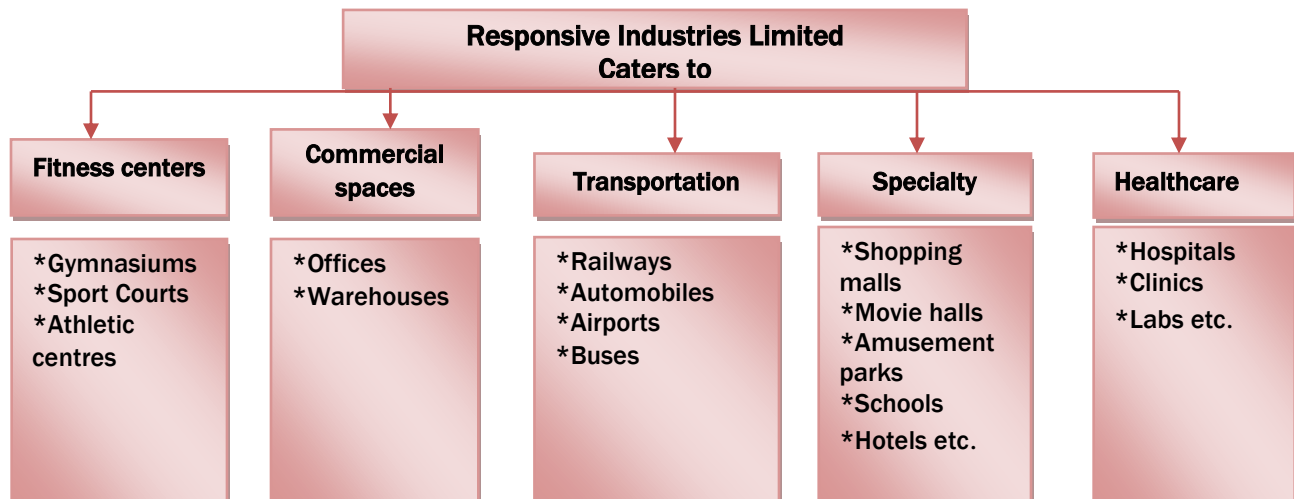 Responsive Industries Limited
Caters to
Fitness centers
Commercial
spaces
Transportation
Specialty
Healthcare
*Gymnasiums
*Sport Courts
*Athletic
centres
*Offices
*Warehouses
*Railways
*Automobiles
*Airports
*Buses
*Shopping
malls
*Movie halls
*Amusement
parks
*Schools
*Hotels etc.
*Hospitals
*Clinics
*Labs etc.